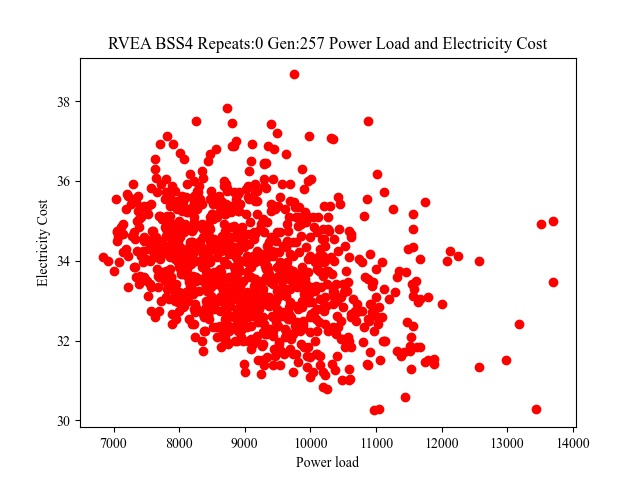 RVEA BSS4 Repeats:0 Gen:257 Power Load and Electricity Cost
Electricity Cost
38
36
34
32
30
7000 8000 9000 10000 11000 12000 13000 14000
Power load